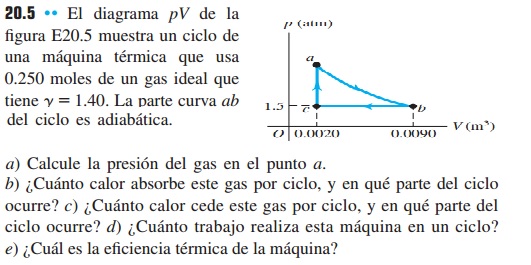 20.5 •• El diagrama pV de la
figura E20.5 muestra un ciclo de
una máquina térmica que usa
0.250 moles de un gas ideal que
tiene γ = 1.40. La parte curva ab
del ciclo es adiabática.
p (atm)
a
1.5
c
b
O
0.0020
0.0090
V (m³)
a) Calcule la presión del gas en el punto a.
b) ¿Cuánto calor absorbe este gas por ciclo, y en qué parte del ciclo
ocurre? c) ¿Cuánto calor cede este gas por ciclo, y en qué parte del
ciclo ocurre? d) ¿Cuánto trabajo realiza esta máquina en un ciclo?
e) ¿Cuál es la eficiencia térmica de la máquina?